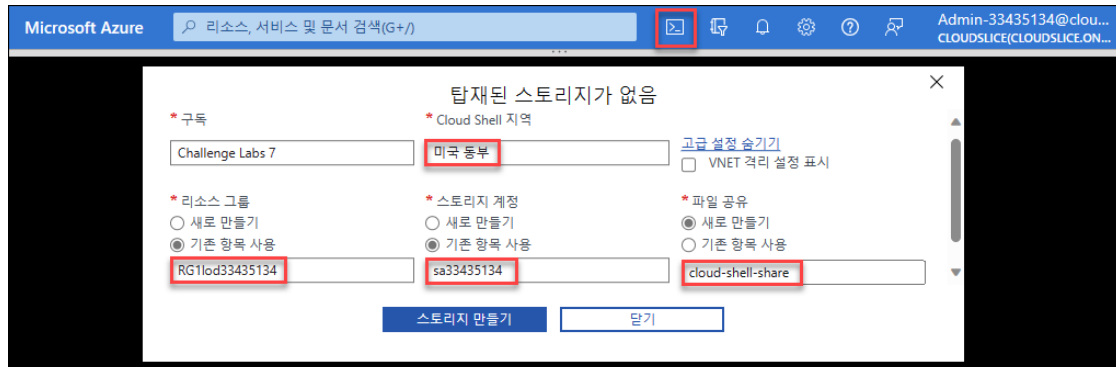 Microsoft Azure
리소스, 서비스 및 문서 검색(G+/)
Admin-33435134@clou...
CLOUDSLICE(CLOUDSLICE.ON...
탑재된 스토리지가 없음
* 구독
* Cloud Shell 지역
Challenge Labs 7
미국 동부
고급 설정 숨기기
VNET 격리 설정 표시
* 리소스 그룹
* 스토리지 계정
* 파일 공유
새로 만들기
새로 만들기
새로 만들기
기존 항목 사용
기존 항목 사용
기존 항목 사용
RG1lod33435134
sa33435134
cloud-shell-share
스토리지 만들기
닫기